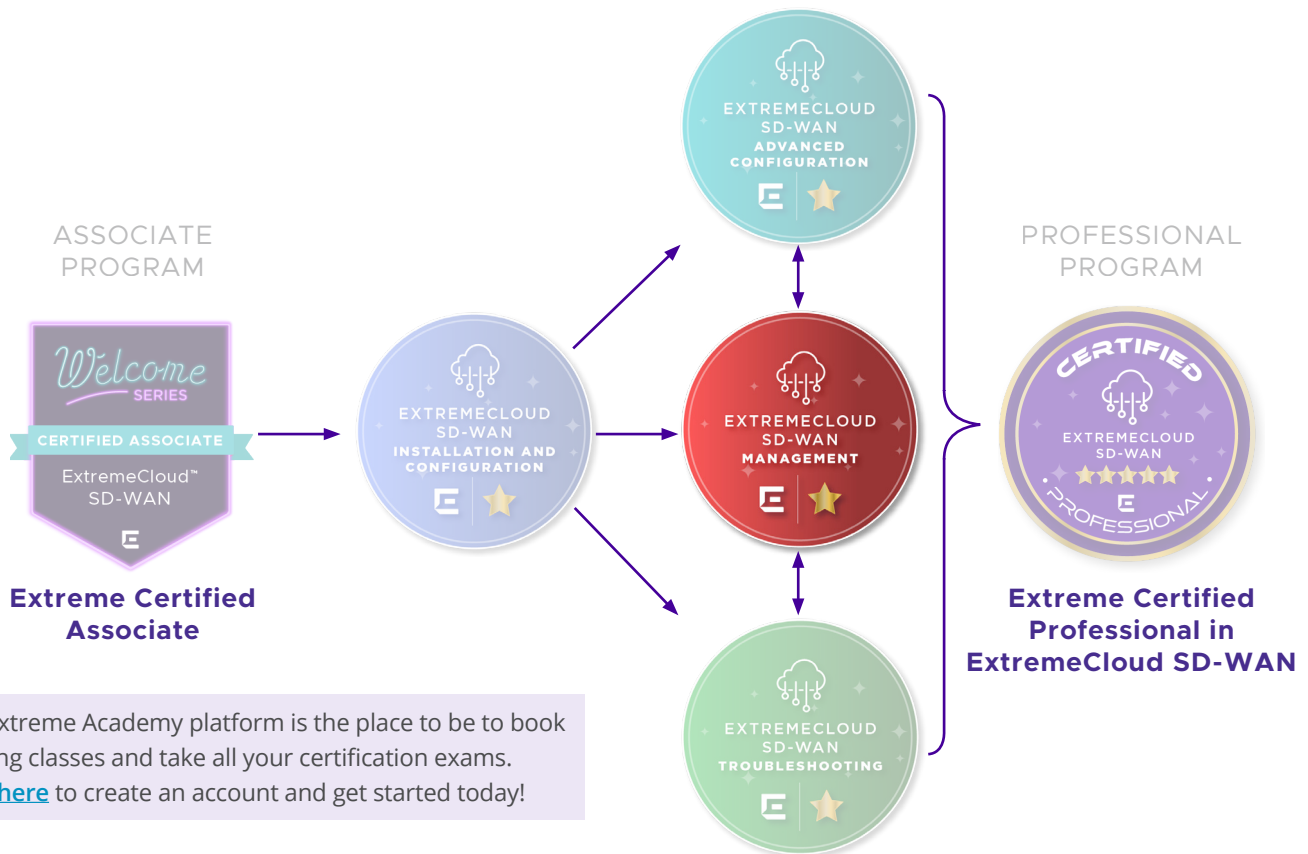 ASSOCIATE
PROGRAM
Welcome
SERIES
CERTIFIED ASSOCIATE
ExtremeCloud™
SD-WAN
Extreme Certified
Associate
EXTREMECLOUD
SD-WAN
INSTALLATION AND
CONFIGURATION
EXTREMECLOUD
SD-WAN
ADVANCED
CONFIGURATION
EXTREMECLOUD
SD-WAN
MANAGEMENT
EXTREMECLOUD
SD-WAN
TROUBLESHOOTING
PROFESSIONAL
PROGRAM
CERTIFIED
EXTREMECLOUD
SD-WAN
PROFESSIONAL
Extreme Certified
Professional in
ExtremeCloud SD-WAN
xtreme Academy platform is the place to be to book
ng classes and take all your certification exams.
here to create an account and get started today!